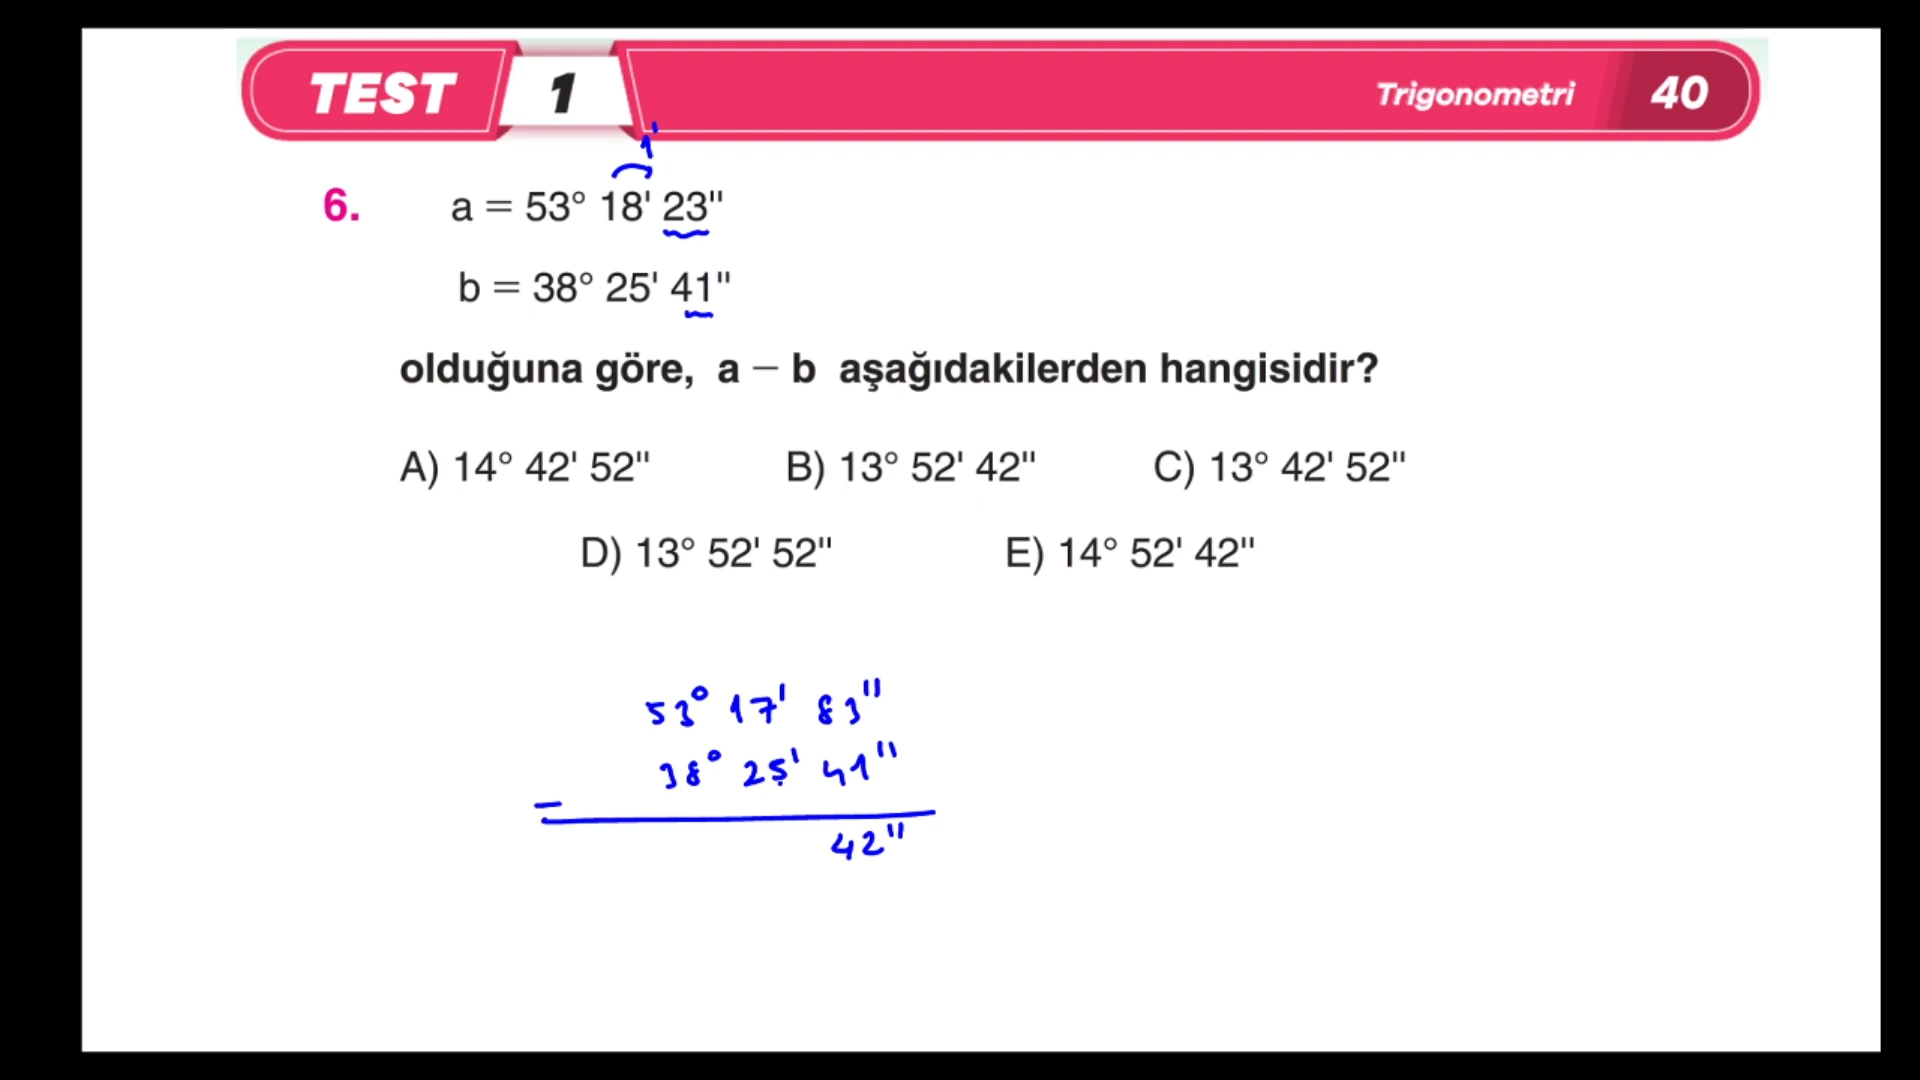 TEST 1 Trigonometri 40
1'
6. a = 53° 18' 23"
b = 38° 25' 41"
olduğuna göre, a − b aşağıdakilerden hangisidir?
A) 14° 42' 52" B) 13° 52' 42" C) 13° 42' 52"
D) 13° 52' 52" E) 14° 52' 42"
53° 17' 83"
38° 25' 41"
−
42"